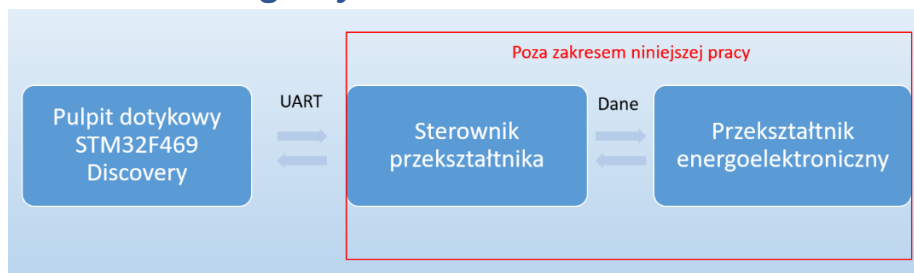 Poza zakresem niniejszej pracy
Pulpit dotykowy
STM32F469
Discovery
UART
Sterownik
przekształtnika
Dane
Przekształtnik
energoelektroniczny